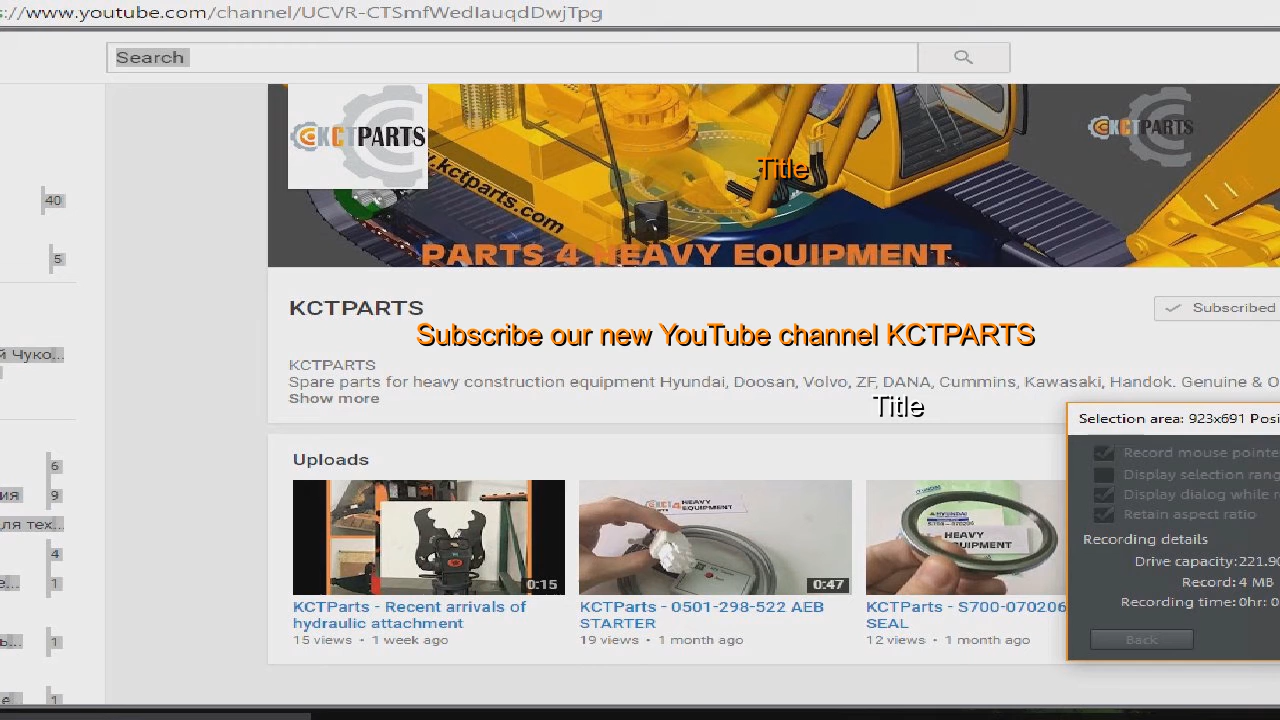 s://www.youtube.com/channel/UCVR-CTSmfWedIauqdDwjTpg
Search
KCTPARTS
KCTPARTS
Title
.kctparts.com
PARTS 4 HEAVY EQUIPMENT
40
5
KCTPARTS
Subscribed
Subscribe our new YouTube channel KCTPARTS
й Чуко...
KCTPARTS
Spare parts for heavy construction equipment Hyundai, Doosan, Volvo, ZF, DANA, Cummins, Kawasaki, Handok. Genuine & O
Show more
Title
Selection area: 923x691 Posi
Record mouse pointe
Display selection rang
Display dialog while r
Retain aspect ratio
Recording details
Drive capacity: 221.90
Record: 4 MB
Recording time: 0hr: 0
Back
Uploads
6
ия 9
для тех...
4
е... 1
ь... 1
е... 1
HEAVY
EQUIPMENT
HYUNDAI
S700-070206
HEAVY
EQUIPMENT
0:15
0:47
KCTParts - Recent arrivals of
hydraulic attachment
15 views • 1 week ago
KCTParts - 0501-298-522 AEB
STARTER
19 views • 1 month ago
KCTParts - S700-070206
SEAL
12 views • 1 month ago